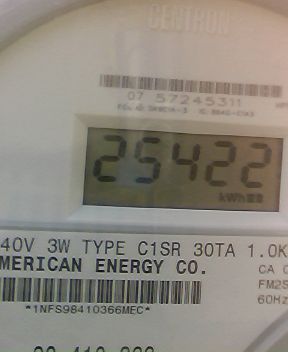 CENTRON
07 57245311
25422
kWh
40V 3W TYPE C1SR 30TA 1.0K
MERICAN ENERGY CO.
CA 0
FM2S
60Hz
*1NFS98410366MEC*